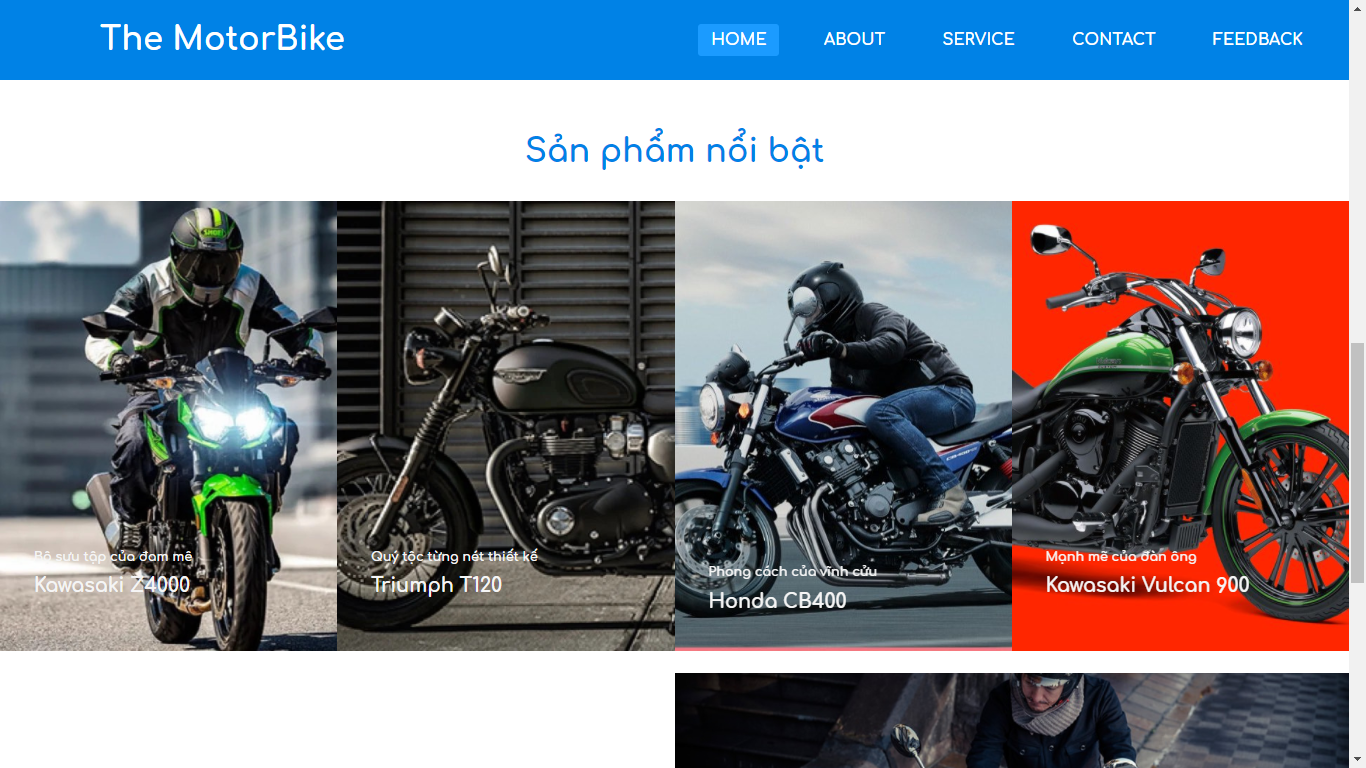 The MotorBike
HOME ABOUT SERVICE CONTACT FEEDBACK
Sản phẩm nổi bật
SHOEI
Bộ sưu tập của đam mê
Kawasaki Z4000
Quý tộc từng nét thiết kế
Triumph T120
Phong cách của vĩnh cửu
Honda CB400
Mạnh mẽ của đàn ông
Kawasaki Vulcan 900